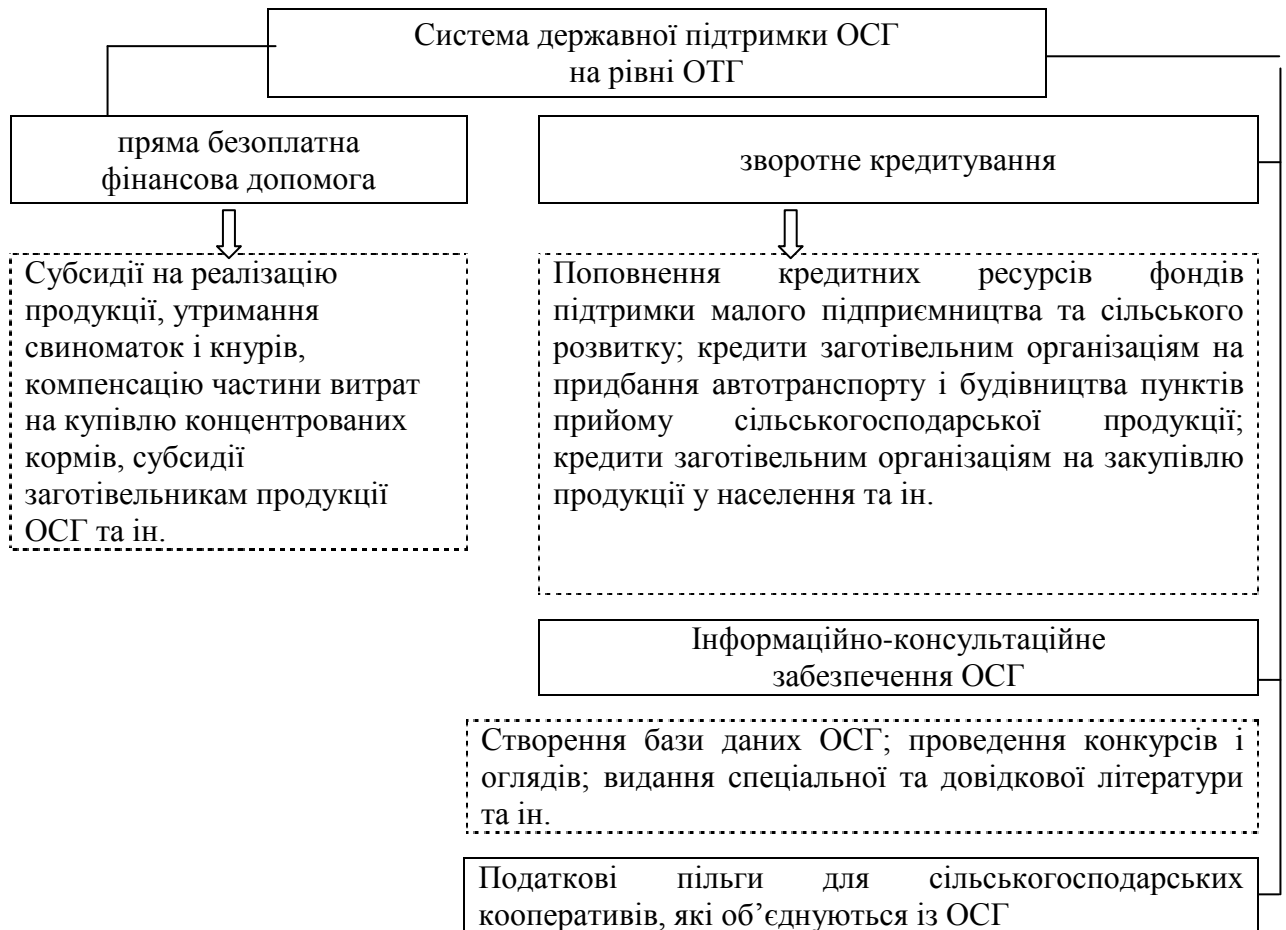 Система державної підтримки ОСГ
на рівні ОТГ
пряма безоплатна
фінансова допомога
зворотне кредитування
Субсидії на реалізацію
продукції, утримання
свиноматок і кнурів,
компенсацію частини витрат
на купівлю концентрованих
кормів, субсидії
заготівельникам продукції
ОСГ та ін.
Поповнення кредитних ресурсів фондів
підтримки малого підприємництва та сільського
розвитку; кредити заготівельним організаціям на
придбання автотранспорту і будівництва пунктів
прийому сільськогосподарської продукції;
кредити заготівельним організаціям на закупівлю
продукції у населення та ін.
Інформаційно-консультаційне
забезпечення ОСГ
Створення бази даних ОСГ; проведення конкурсів і
оглядів; видання спеціальної та довідкової літератури
та ін.
Податкові пільги для сільськогосподарських
кооперативів, які об’єднуються із ОСГ